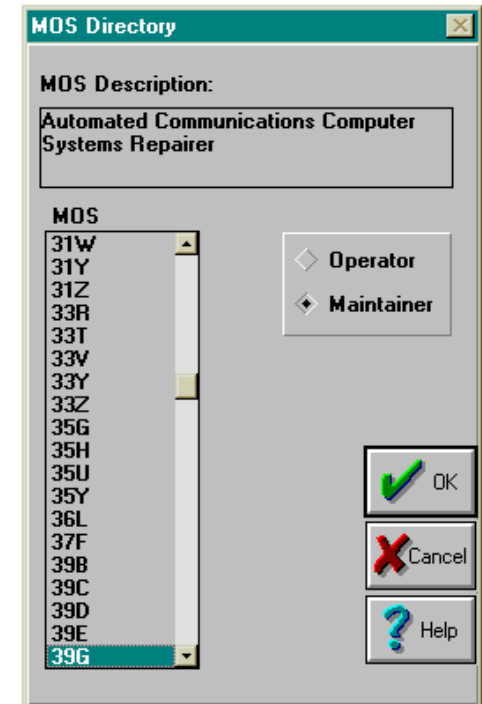 MOS Directory
MOS Description:
Automated Communications Computer
Systems Repairer
MOS
31W
31Y
31Z
33R
33T
33V
33Y
33Z
35G
35H
35U
35Y
36L
37F
39B
39C
39D
39E
39G
Operator
Maintainer
OK
Cancel
Help